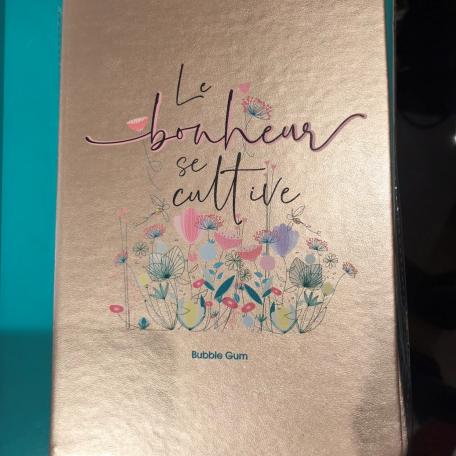 Le
bonheur
se
cultive
Bubble Gum